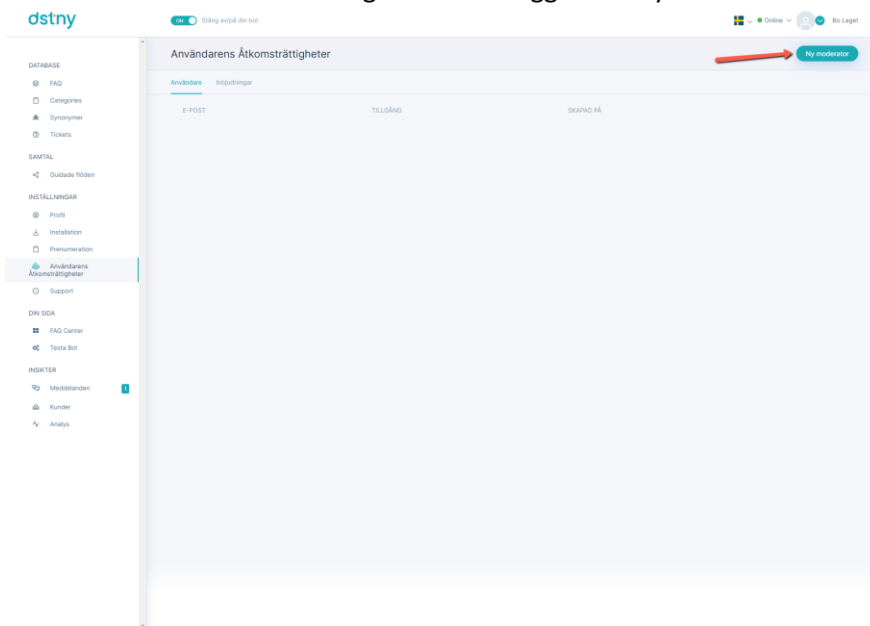 dstny
ON Stäng av/på din bot
Online
Bo Laget
Användarens Åtkomsträttigheter
Ny moderator
Användare Inbjudningar
E-POST TILLGÅNG SKAPAD PÅ
DATABASE
FAQ
Categories
Synonymer
Tickets
SAMTAL
Guidade flöden
INSTÄLLNINGAR
Profil
Installation
Prenumeration
Användarens
Åtkomsträttigheter
Support
DIN SIDA
FAQ Center
Testa Bot
INSIKTER
Meddelanden 1
Kunder
Analys